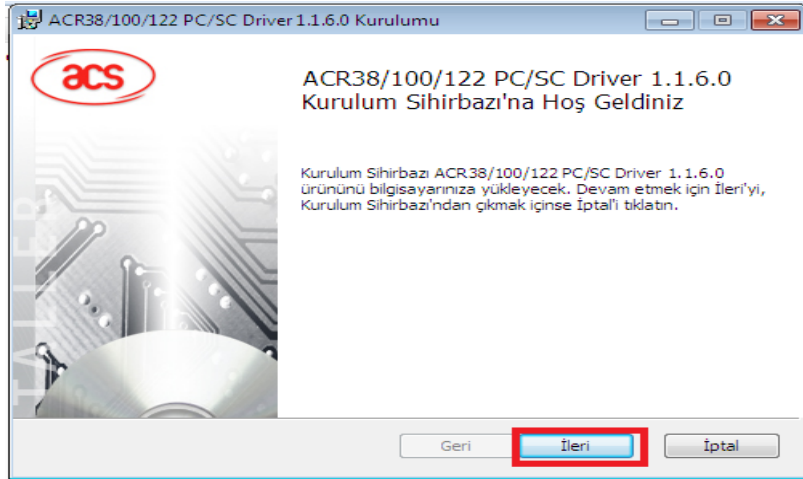 ACR38/100/122 PC/SC Driver 1.1.6.0 Kurulumu
acs
ACR38/100/122 PC/SC Driver 1.1.6.0
Kurulum Sihirbazı'na Hoş Geldiniz
Kurulum Sihirbazı ACR38/100/122 PC/SC Driver 1.1.6.0
ürününü bilgisayarınıza yükleyecek. Devam etmek için İleri'yi,
Kurulum Sihirbazı'ndan çıkmak içinse İptal'i tıklatın.
TALLER
Geri
İleri
İptal